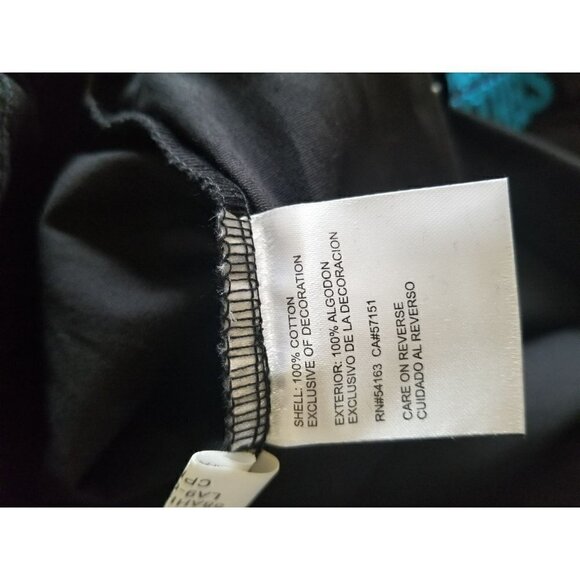 SHELL: 100% COTTON
EXCLUSIVE OF DECORATION
EXTERIOR: 100% ALGODON
EXCLUSIVO DE LA DECORACION
RN#54163 CA#57151
CARE ON REVERSE
CUIDADO AL REVERSO